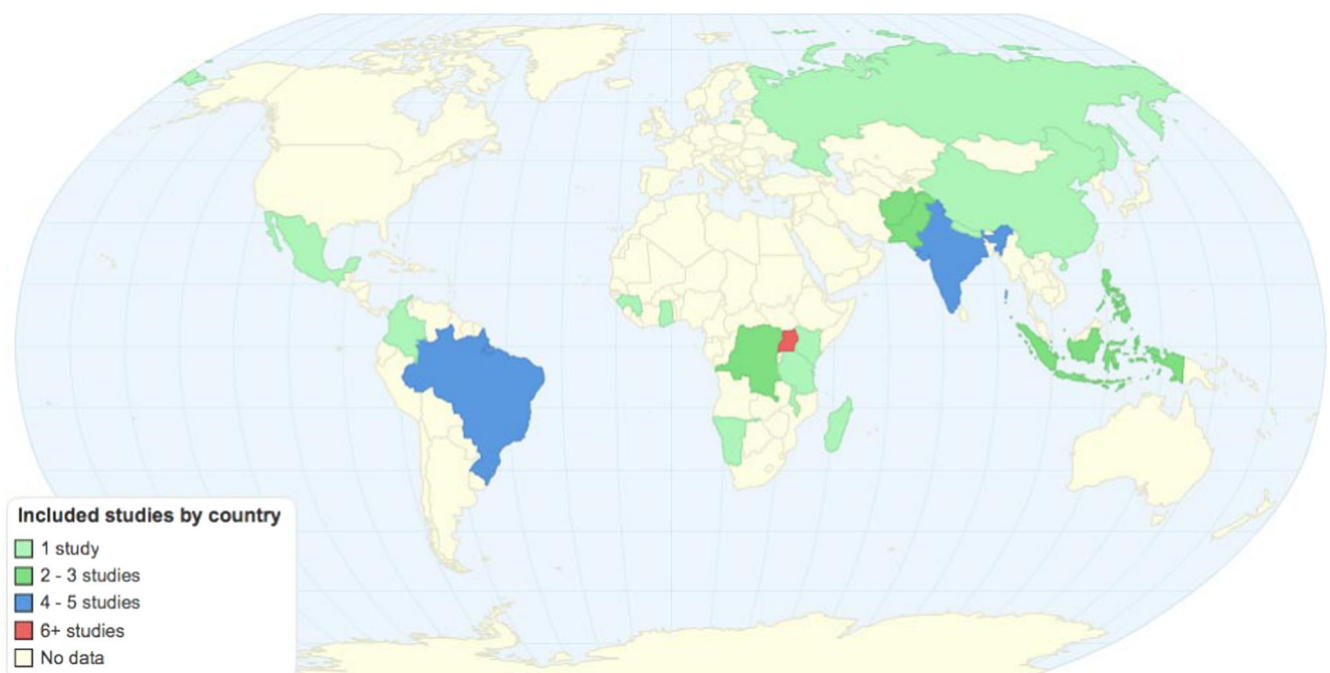 Included studies by country
1 study
2 - 3 studies
4 - 5 studies
6+ studies
No data